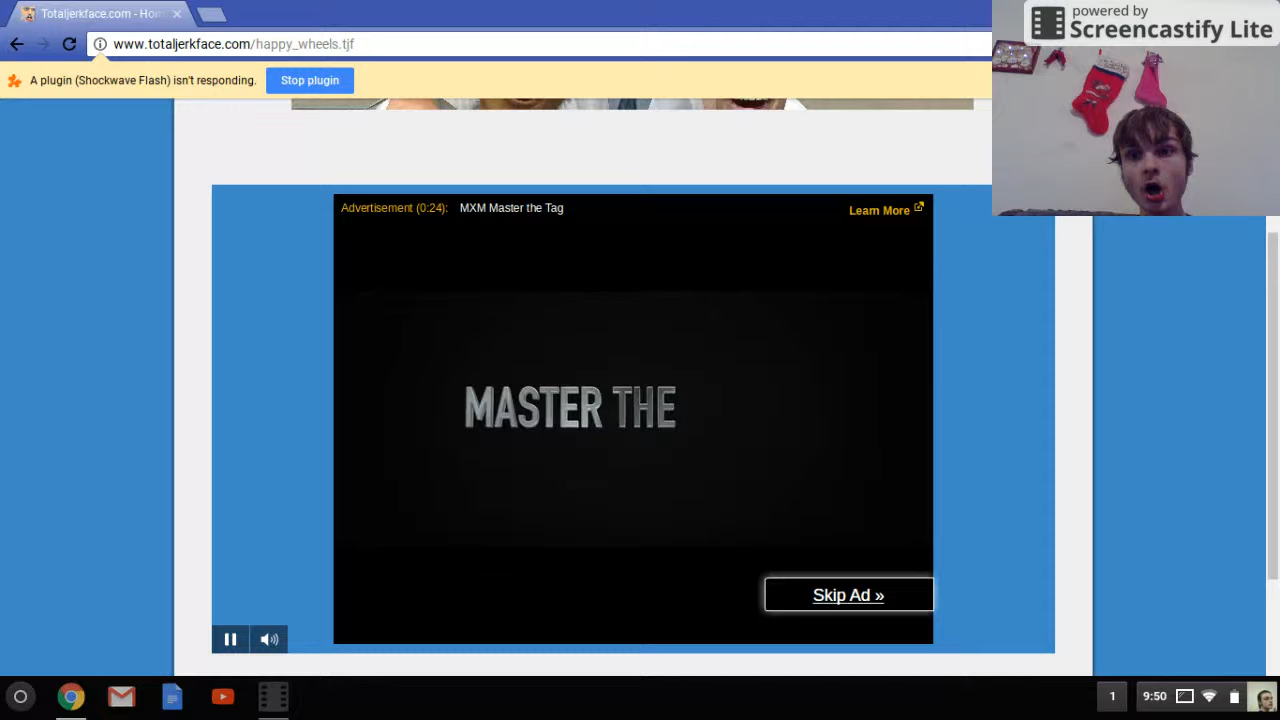 Totaljerkface.com - Hom
powered by
Screencastify Lite
www.totaljerkface.com/happy_wheels.tjf
A plugin (Shockwave Flash) isn't responding. Stop plugin
Advertisement (0:24): MXM Master the Tag
Learn More
MASTER THE
Skip Ad »
1 9:50